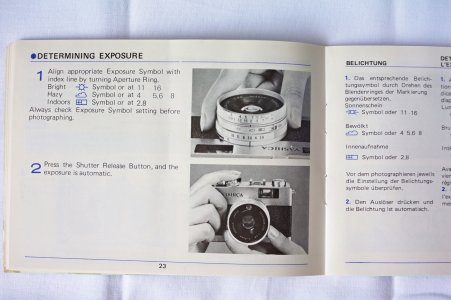 DETERMINING EXPOSURE
1 Align appropriate Exposure Symbol with
index line by turning Aperture Ring.
Bright Symbol or at 11 16
Hazy Symbol or at 4 5,6 8
Indoors Symbol or at 2,8
Always check Exposure Symbol setting before
photographing.
YASHICA
2 Press the Shutter Release Button, and the
exposure is automatic.
YASHICA
23
BELICHTUNG
1. Das entsprechende Belich-
tungssymbol durch Drehen des
Blendenringes der Markierung
gegenübersetzen.
Sonnenschein
Symbol oder 11 16
Bewölkt
Symbol oder 4 5,6 8
Innenaufnahme
Symbol oder 2,8
Vor dem photographieren jeweils
die Einstellung der Belichtungs-
symbole überprüfen.
2. Den Auslöser drücken und
die Belichtung ist automatisch.